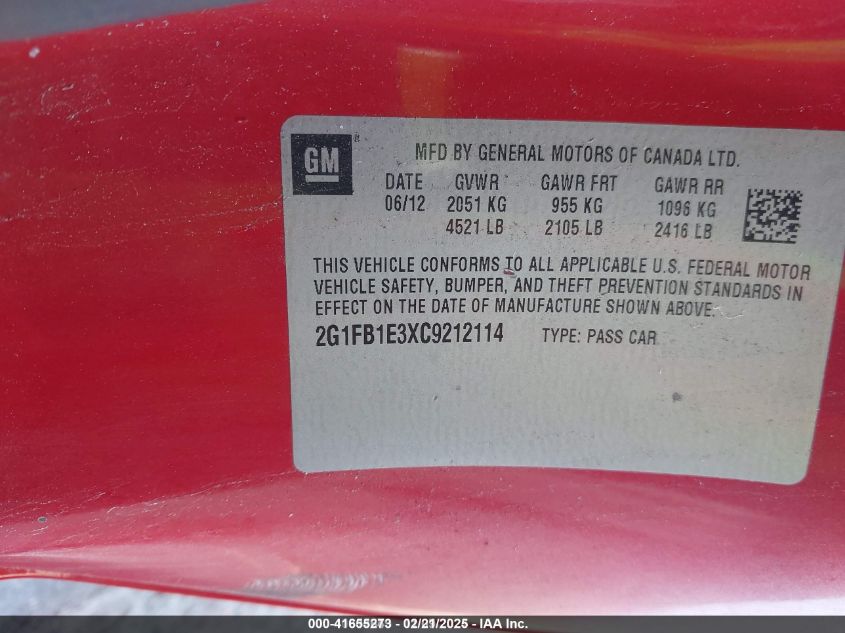 GM
MFD BY GENERAL MOTORS OF CANADA LTD.
DATE GVWR GAWR FRT GAWR RR
06/12 2051 KG 955 KG 1096 KG
4521 LB 2105 LB 2416 LB
THIS VEHICLE CONFORMS TO ALL APPLICABLE U.S. FEDERAL MOTOR
VEHICLE SAFETY, BUMPER, AND THEFT PREVENTION STANDARDS IN
EFFECT ON THE DATE OF MANUFACTURE SHOWN ABOVE.
2G1FB1E3XC9212114 TYPE: PASS CAR
000-41655273 - 02/21/2025 - IAA Inc.